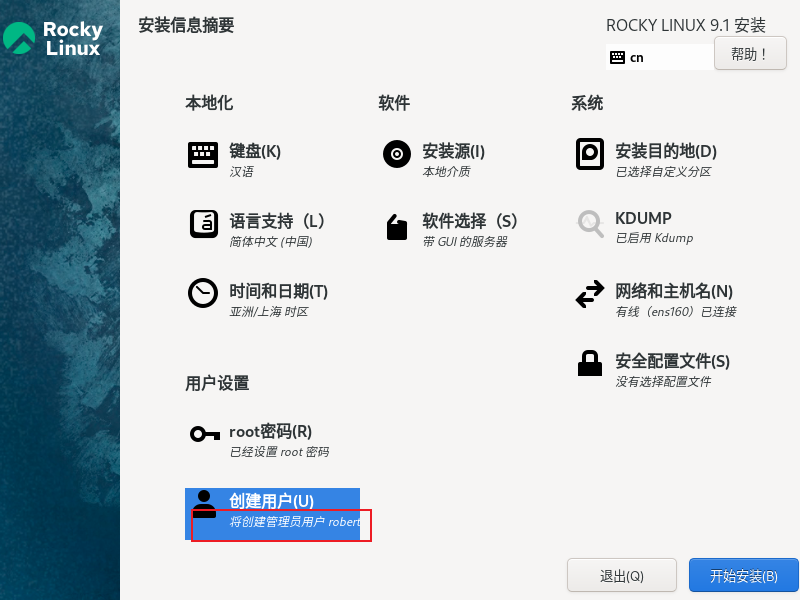 Rocky
Linux
安装信息摘要
ROCKY LINUX 9.1 安装
cn
帮助！
本地化
键盘(K)
汉语
语言支持（L）
简体中文 (中国)
时间和日期(T)
亚洲/上海 时区
软件
安装源(I)
本地介质
软件选择（S）
带 GUI 的服务器
系统
安装目的地(D)
已选择自定义分区
KDUMP
已启用 Kdump
网络和主机名(N)
有线（ens160）已连接
安全配置文件(S)
没有选择配置文件
用户设置
root密码(R)
已经设置 root 密码
创建用户(U)
将创建管理员用户 robert
退出(Q)
开始安装(B)